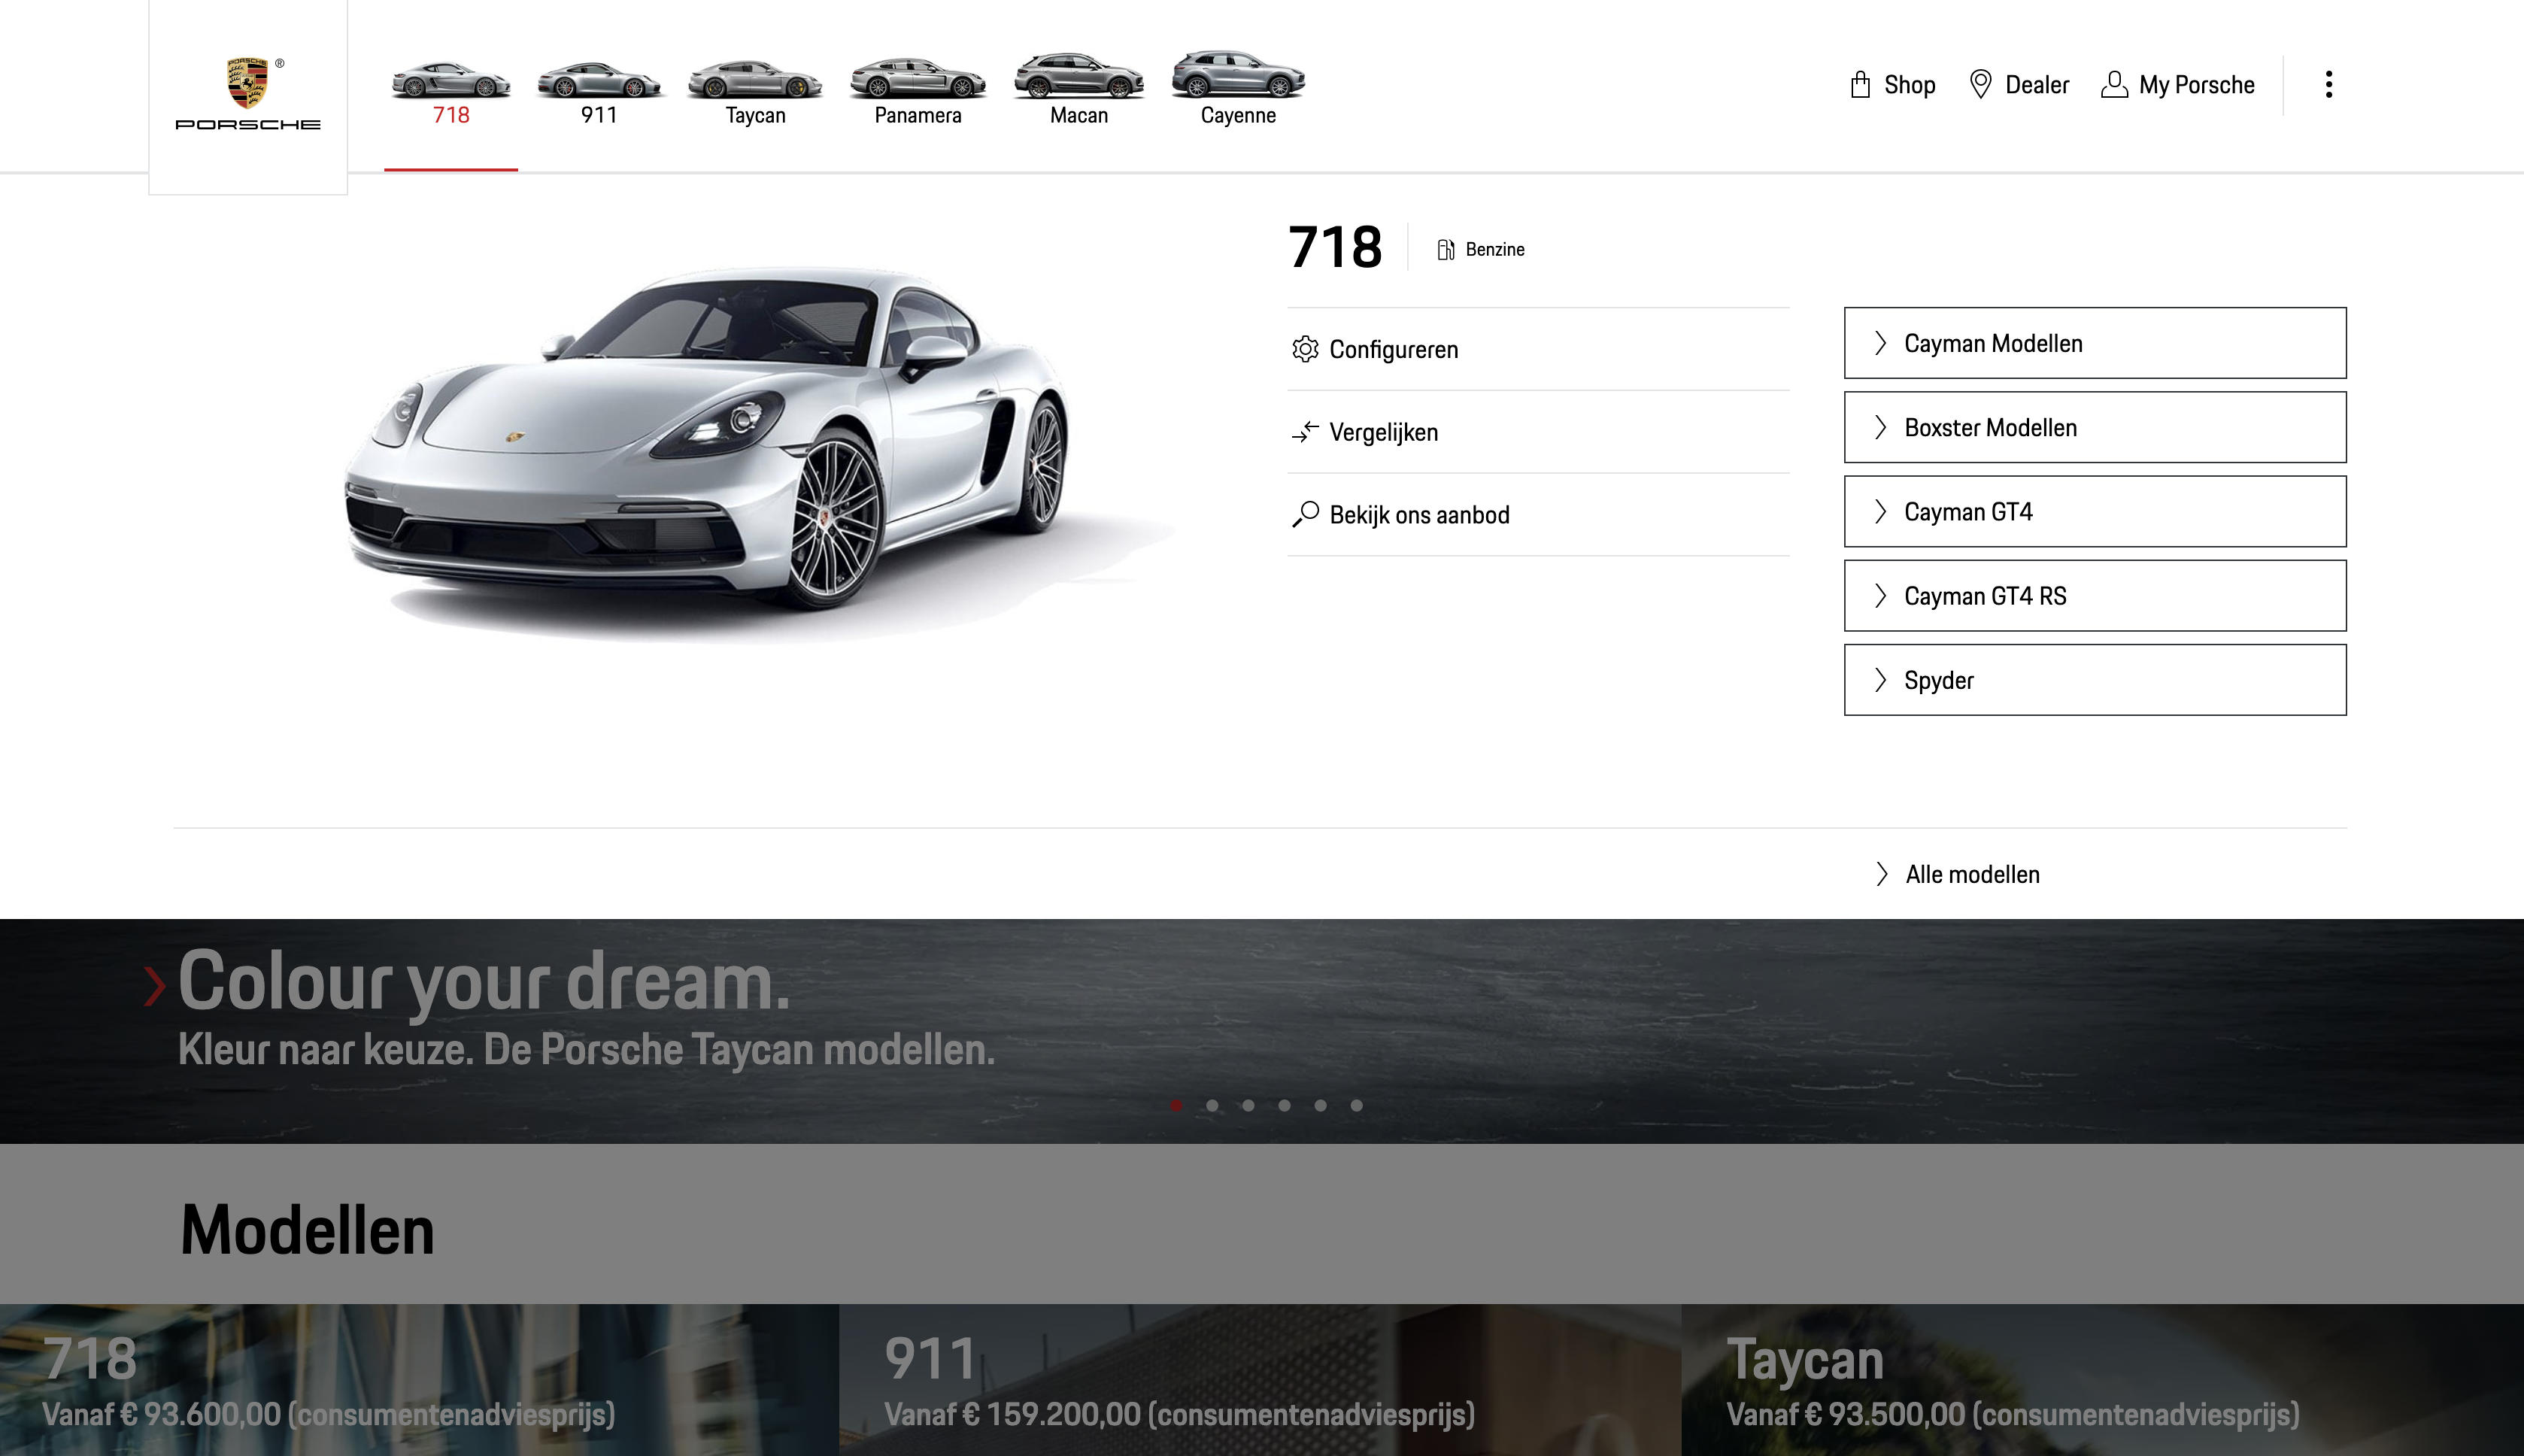 PORSCHE
®
PORSCHE
718
911
Taycan
Panamera
Macan
Cayenne
Shop
Dealer
My Porsche
718
Benzine
Configureren
Vergelijken
Bekijk ons aanbod
Cayman Modellen
Boxster Modellen
Cayman GT4
Cayman GT4 RS
Spyder
Alle modellen
Colour your dream.
Kleur naar keuze. De Porsche Taycan modellen.
Modellen
718
Vanaf € 93.600,00 (consumentenadviesprijs)
911
Vanaf € 159.200,00 (consumentenadviesprijs)
Taycan
Vanaf € 93.500,00 (consumentenadviesprijs)